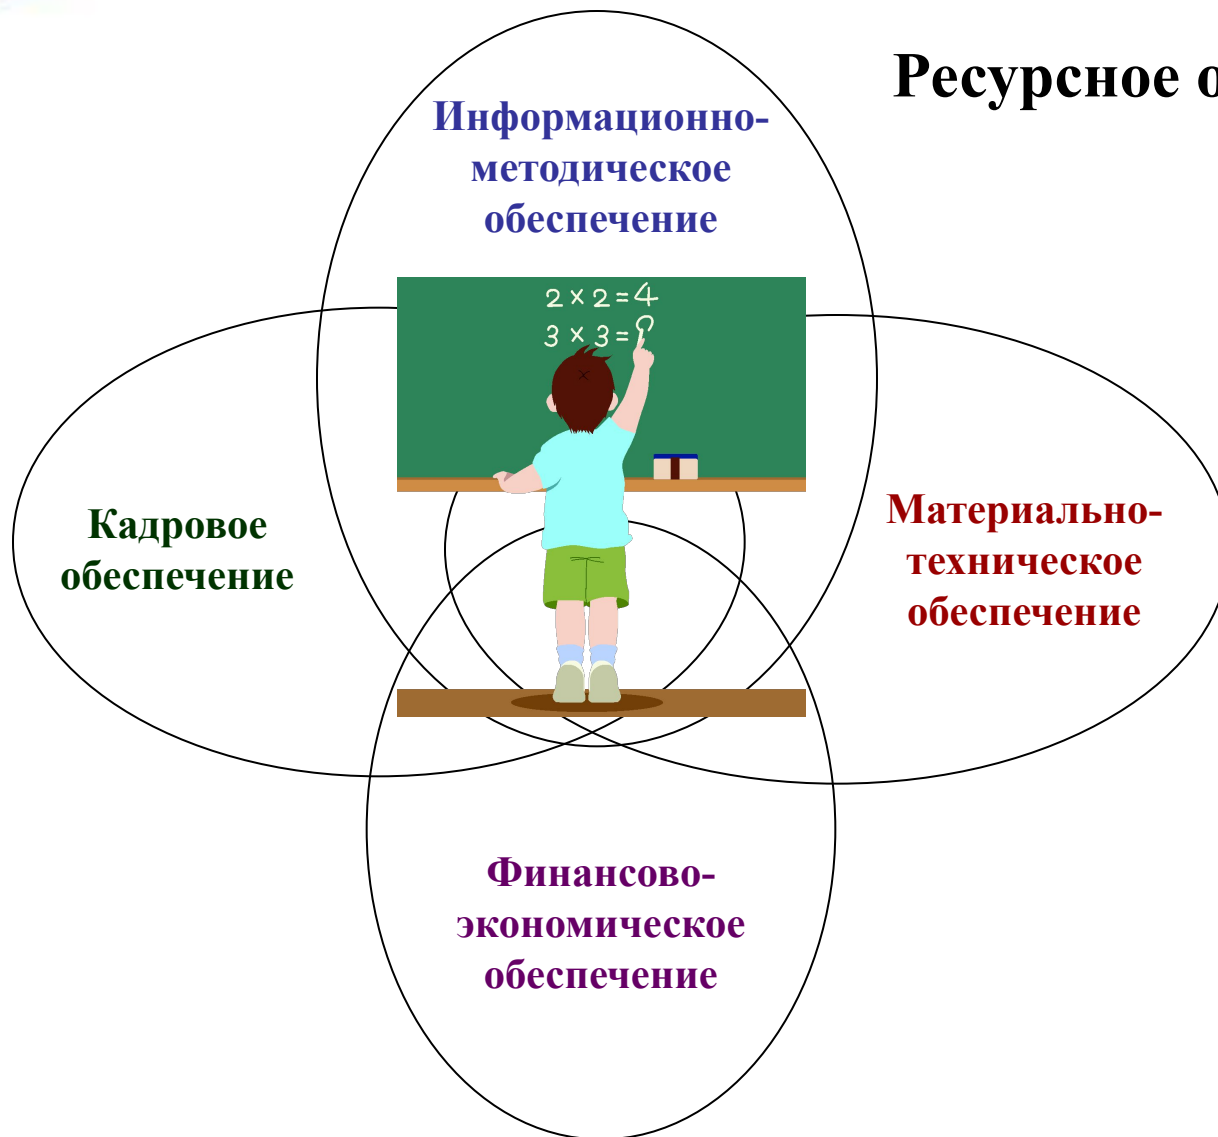 Ресурсное о
Информационно-
методическое
обеспечение
2 × 2 = 4
3 × 3 =
Кадровое
обеспечение
Материально-
техническое
обеспечение
Финансово-
экономическое
обеспечение